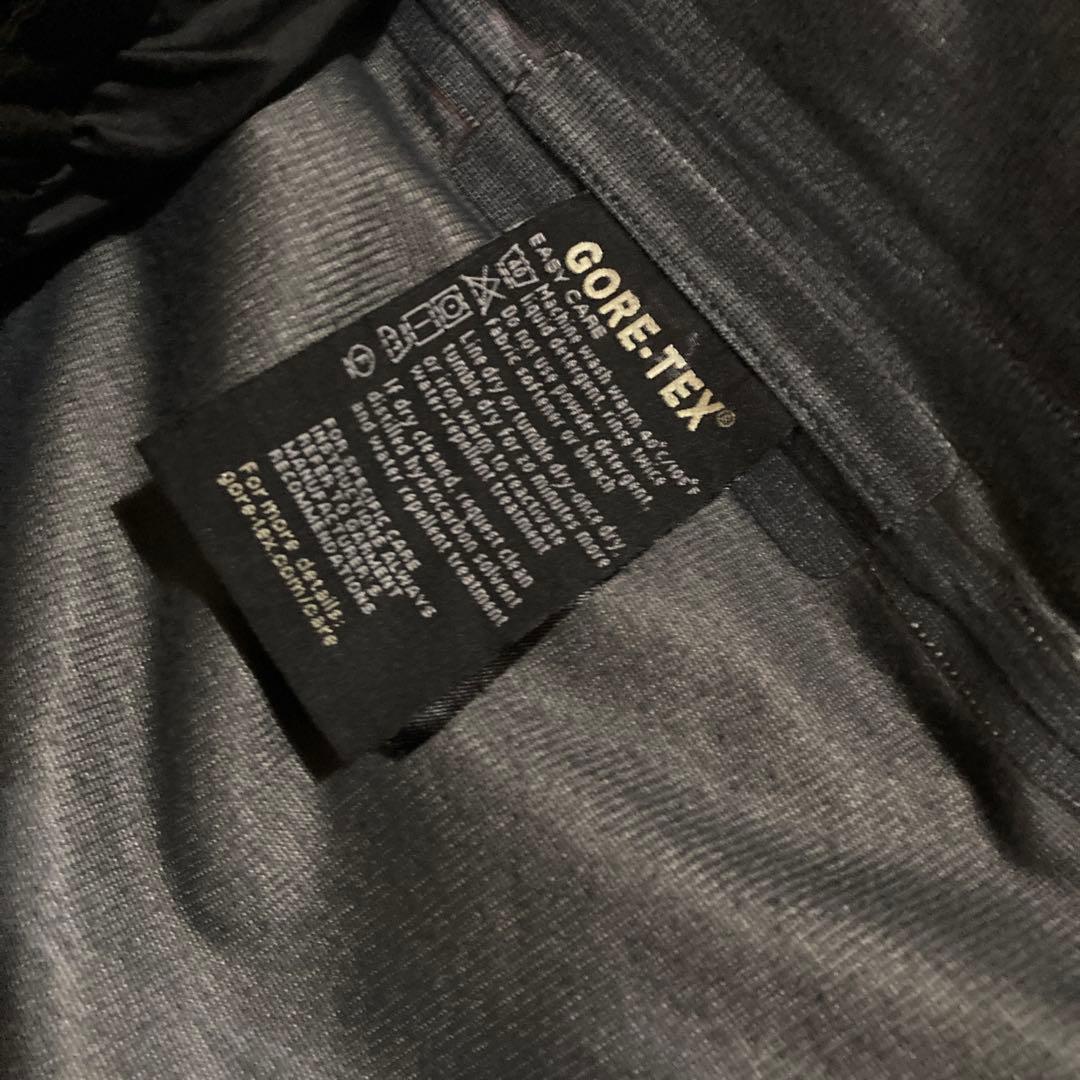 GORE-TEX®
EASY CARE
Machine wash warm 40°C/105°F
liquid detergent, rinse twice
Do not use powder detergent,
fabric softener or bleach
Line dry or tumble dry-once dry,
tumble dry for 50 minutes more
or iron warm to reactivate
water-repellent treatment
If dry cleaned, request clean
distilled hydrocarbon solvent
and water repellent treatment
FOR SPECIFIC CARE
INSTRUCTIONS ALWAYS
REFER TO GARMENT
MANUFACTURER
RECOMMENDATIONS
For more details:
gore-tex.com/care